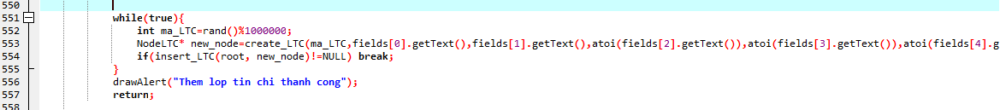 550
551 while(true){
552 int ma_LTC=rand()%1000000;
553 NodeLTC* new_node=create_LTC(ma_LTC,fields[0].getText(),fields[1].getText(),atoi(fields[2].getText()),atoi(fields[3].getText()),atoi(fields[4].g
554 if(insert_LTC(root, new_node)!=NULL) break;
555 }
556 drawAlert("Them lop tin chi thanh cong");
557 return;
558